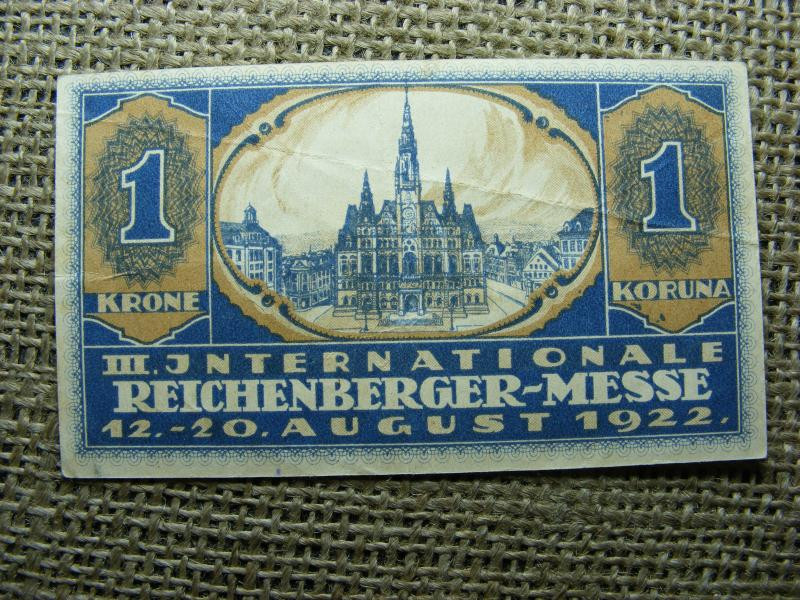 1
KRONE
1
KORUNA
III. JNTERNATIONALE
REICHENBERGER-MESSE
12.-20. AUGUST 1922.